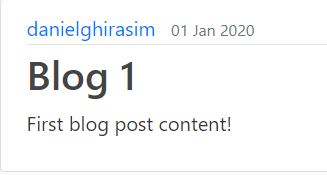 danielghirasim 01 Jan 2020
Blog 1
First blog post content!